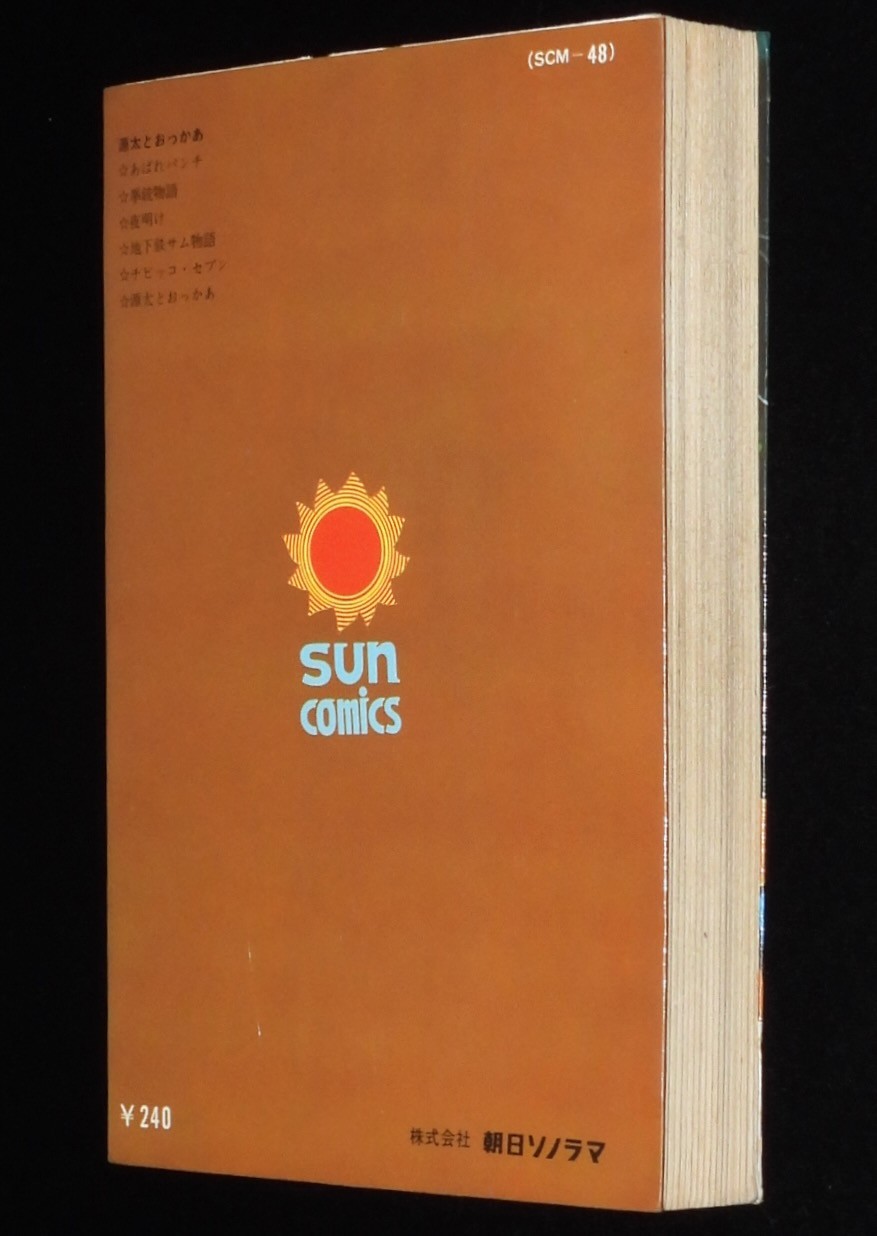 (SCM-48)
源太とおっかあ
☆あばれパンチ
☆拳銃物語
☆夜明け
☆地下鉄サム物語
☆チビッコ・セブン
☆源太とおっかあ
sun
comics
¥240
株式会社 朝日ソノラマ